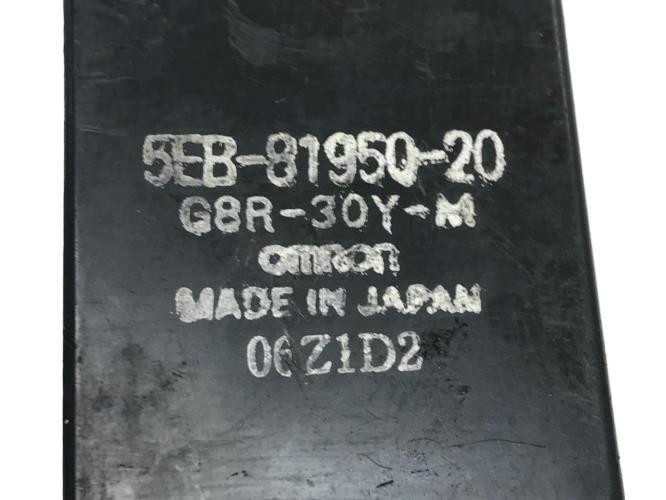 5EB-81950-20
G8R-30Y-M
omron
MADE IN JAPAN
06Z1D2